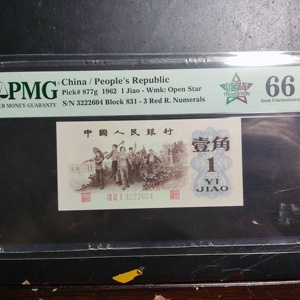 PMG
PAPER MONEY GUARANTY
China / People's Republic
Pick# 877g 1962 1 Jiao - Wmk: Open Star
S/N 3222604 Block 831 - 3 Red R. Numerals
TRANSITION
66
Gem Uncirculated
中國人民銀行
壹角
1
YI
JIAO
3222604